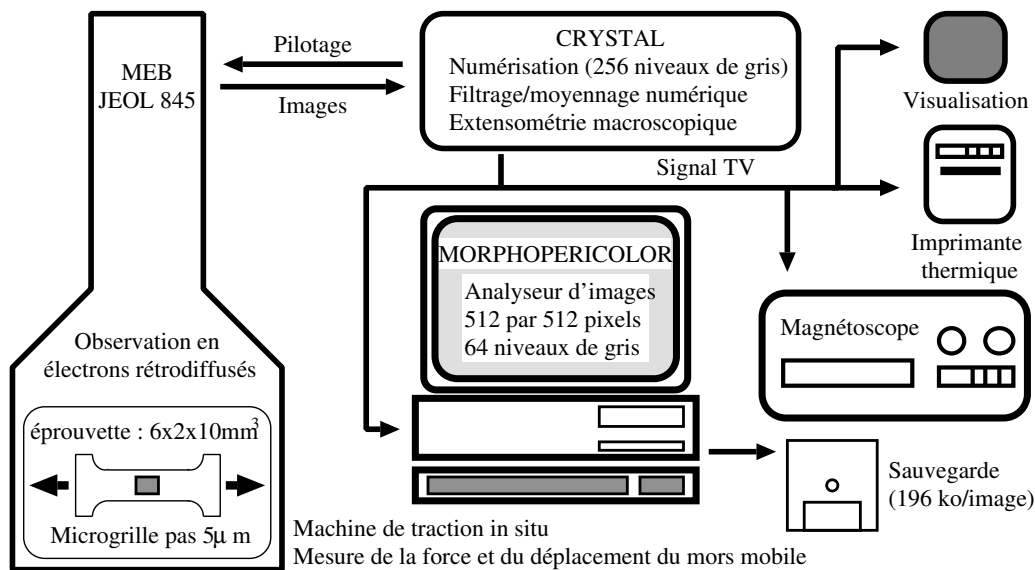 MEB
JEOL 845
Pilotage
Images
CRYSTAL
Numérisation (256 niveaux de gris)
Filtrage/moyennage numérique
Extensométrie macroscopique
Signal TV
Visualisation
Imprimante
thermique
MORPHOPERICOLOR
Analyseur d’images
512 par 512 pixels
64 niveaux de gris
Magnétoscope
Observation en
électrons rétrodiffusés
éprouvette : 6x2x10mm³
Microgrille pas 5μ m
Sauvegarde
(196 ko/image)
Machine de traction in situ
Mesure de la force et du déplacement du mors mobile